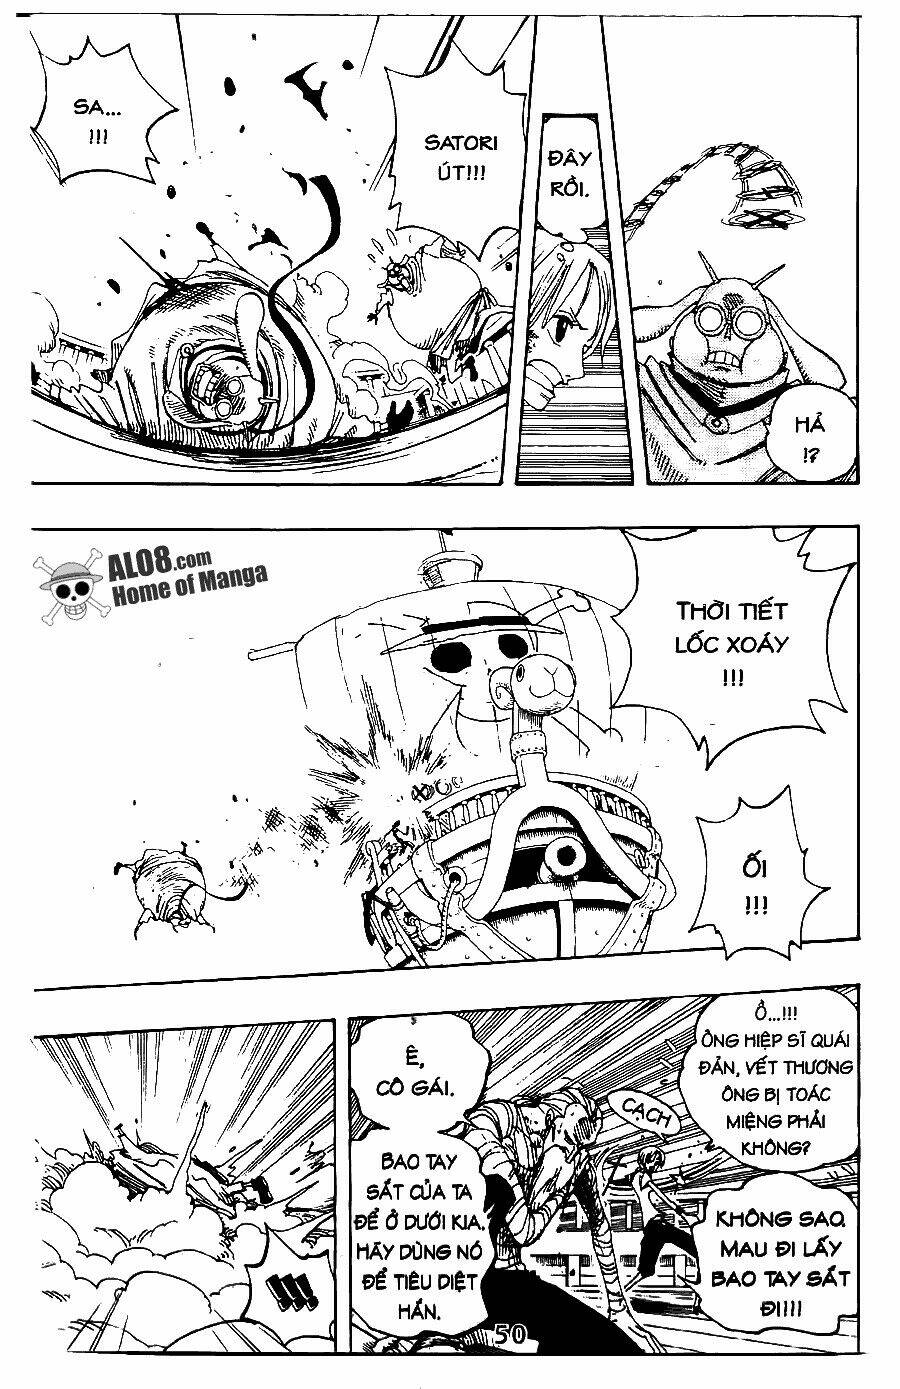 HẢ
!?
ĐÂY
RỒI.
SATORI
ÚT!!!
SA...
!!!
AL08.com
Home of Manga
THỜI TIẾT
LỐC XOÁY
!!!
ỐI
!!!
Ồ...!!!
ÔNG HIỆP SĨ QUÁI
ĐẢN, VẾT THƯƠNG
ÔNG BỊ TOÁC
MIỆNG PHẢI
KHÔNG?
CẠCH
KHÔNG SAO.
MAU ĐI LẤY
BAO TAY SẮT
ĐI!!!
Ê,
CÔ GÁI.
BAO TAY
SẮT CỦA TA
ĐỂ Ở DƯỚI KIA.
HÃY DÙNG NÓ
ĐỂ TIÊU DIỆT
HẮN.
!!!
50